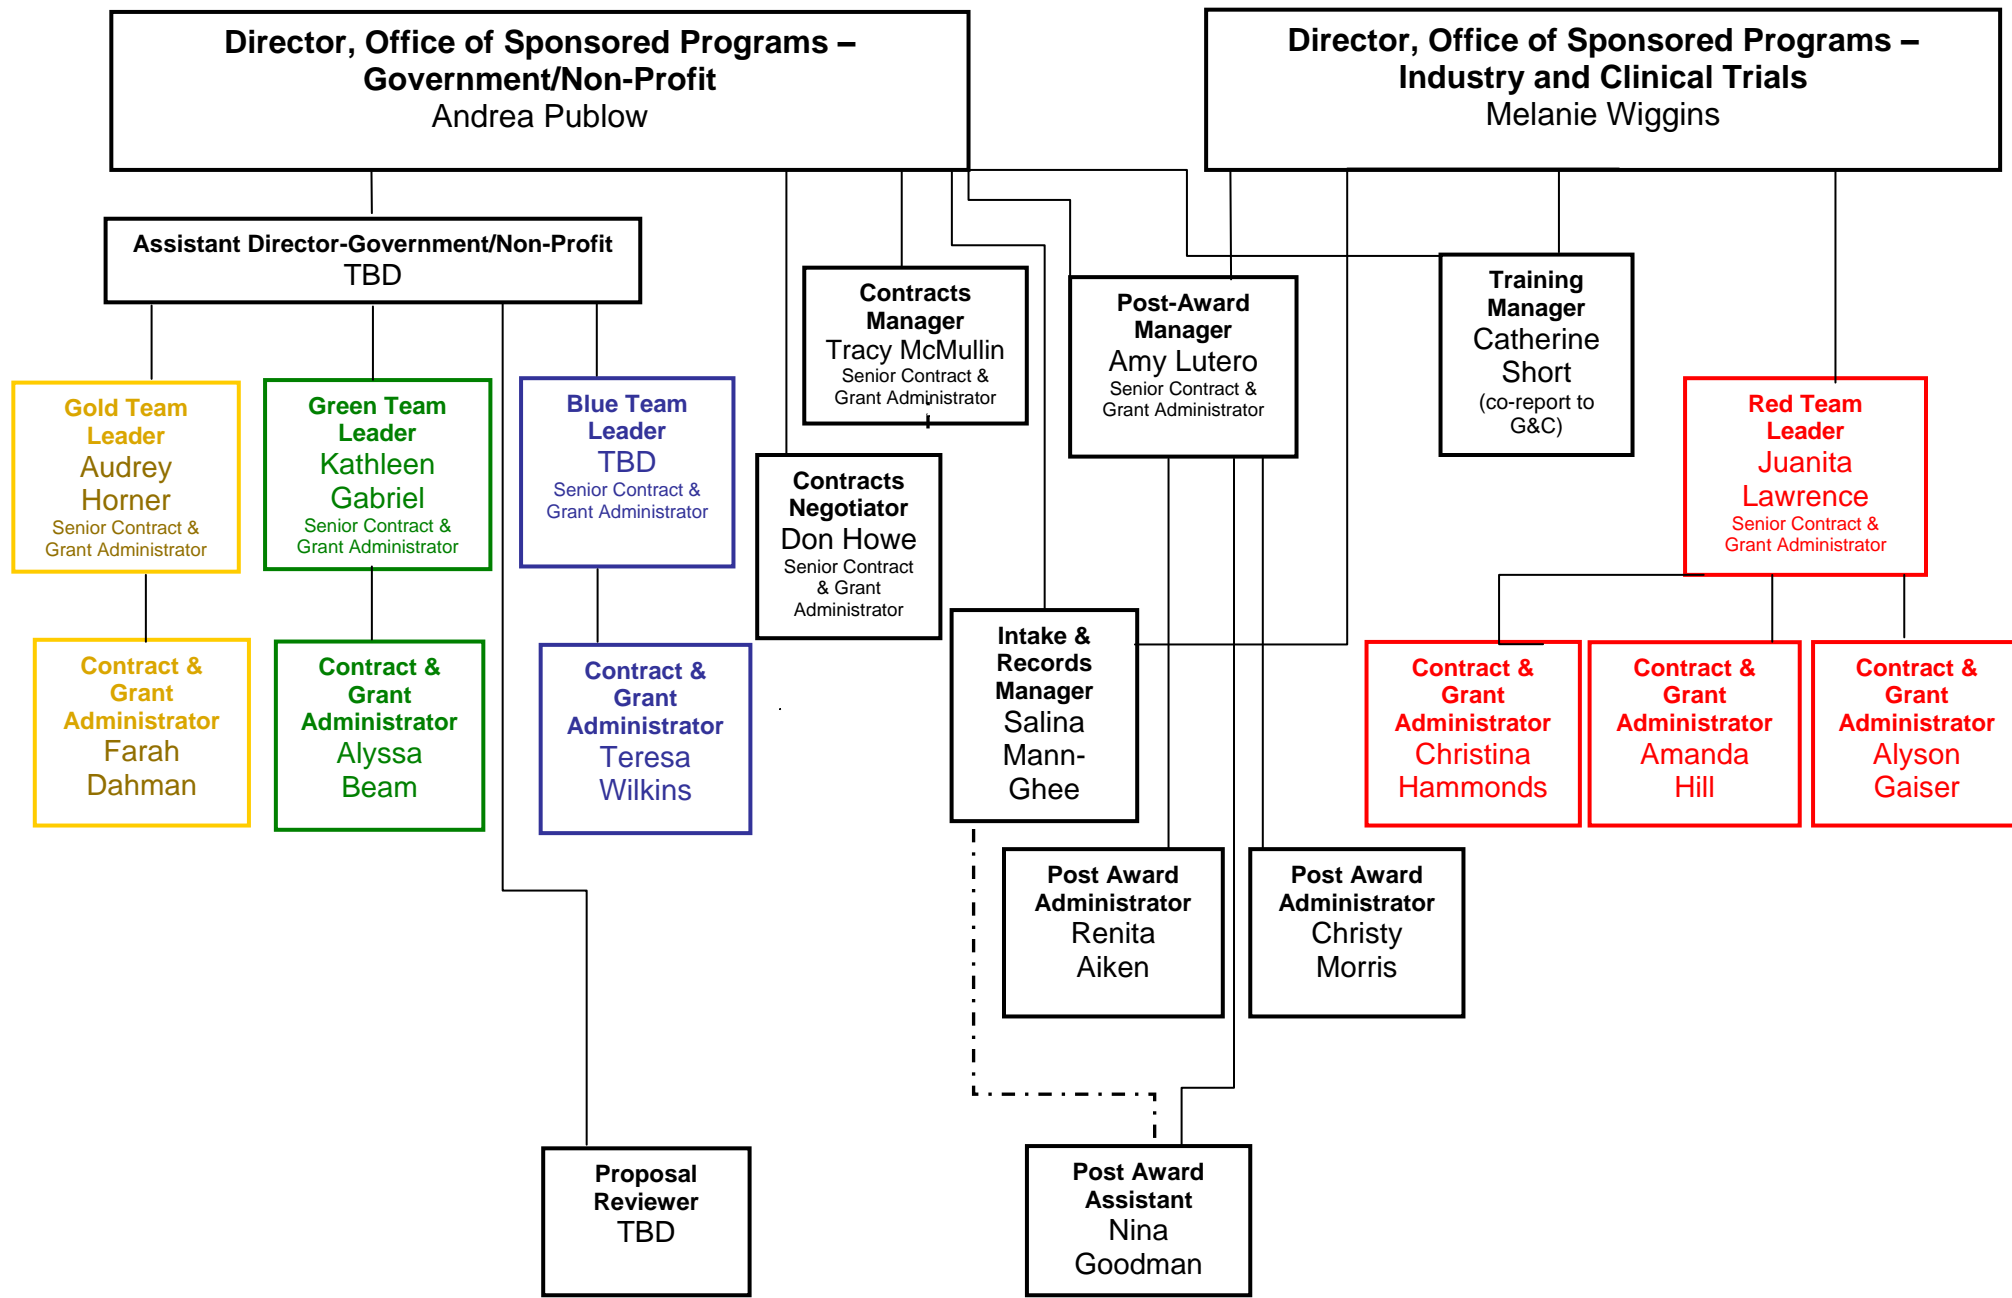 Director, Office of Sponsored Programs –
Government/Non-Profit
Andrea Publow
Director, Office of Sponsored Programs –
Industry and Clinical Trials
Melanie Wiggins
Assistant Director-Government/Non-Profit
TBD
Contracts
Manager
Tracy McMullin
Senior Contract &
Grant Administrator
Post-Award
Manager
Amy Lutero
Senior Contract &
Grant Administrator
Training
Manager
Catherine
Short
(co-report to
G&C)
Gold Team
Leader
Audrey
Horner
Senior Contract &
Grant Administrator
Green Team
Leader
Kathleen
Gabriel
Senior Contract &
Grant Administrator
Blue Team
Leader
TBD
Senior Contract &
Grant Administrator
Contracts
Negotiator
Don Howe
Senior Contract
& Grant
Administrator
Red Team
Leader
Juanita
Lawrence
Senior Contract &
Grant Administrator
Contract &
Grant
Administrator
Farah
Dahman
Contract &
Grant
Administrator
Alyssa
Beam
Contract &
Grant
Administrator
Teresa
Wilkins
Intake &
Records
Manager
Salina
Mann-
Ghee
Contract &
Grant
Administrator
Christina
Hammonds
Contract &
Grant
Administrator
Amanda
Hill
Contract &
Grant
Administrator
Alyson
Gaiser
Post Award
Administrator
Renita
Aiken
Post Award
Administrator
Christy
Morris
Proposal
Reviewer
TBD
Post Award
Assistant
Nina
Goodman